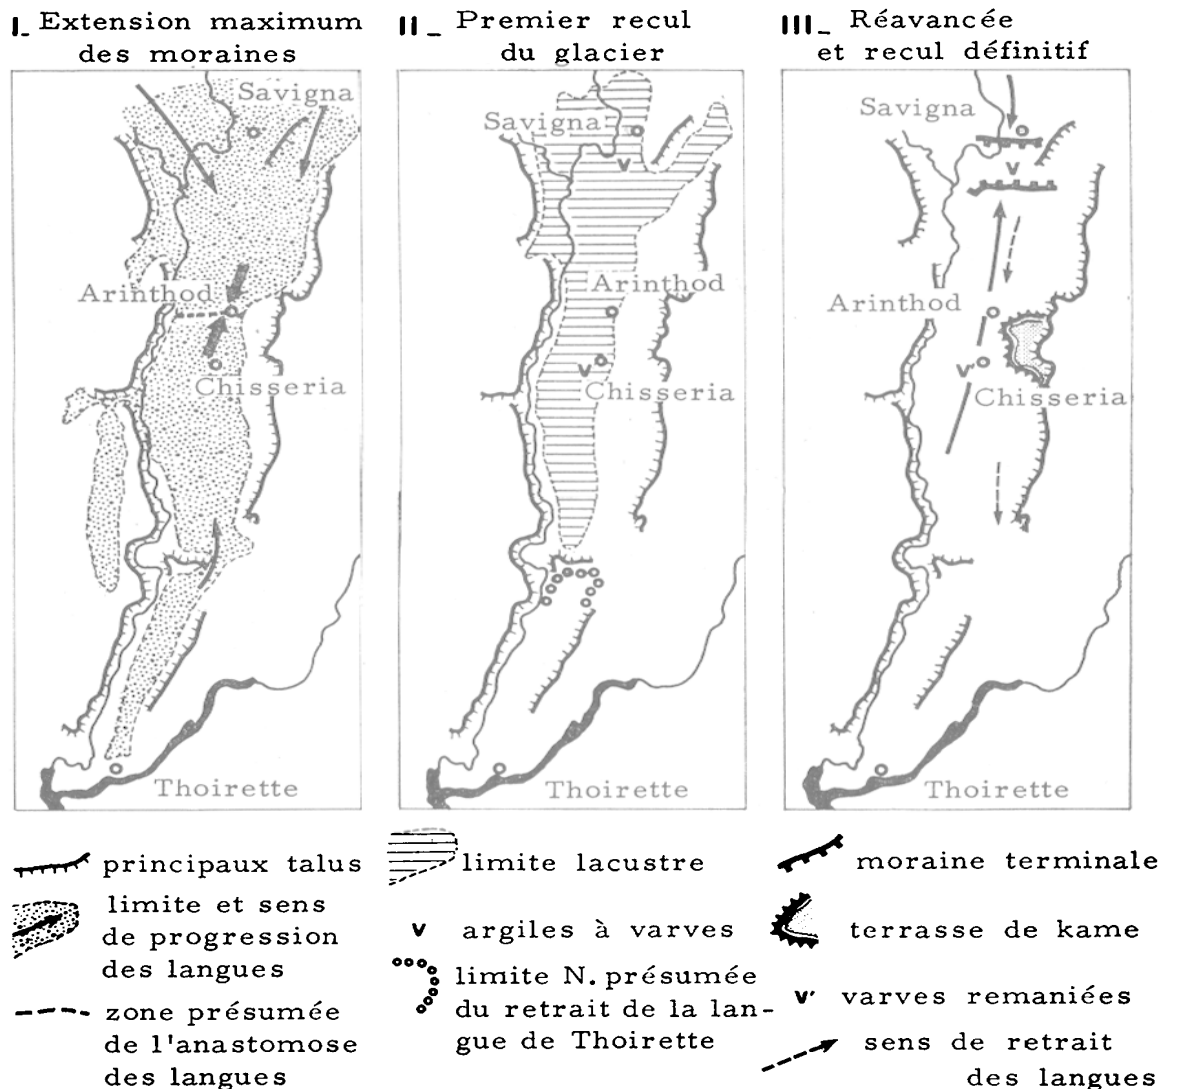 I_ Extension maximum
des moraines
II_ Premier recul
du glacier
III_ Réavancée
et recul définitif
Savigna
Arinthod
Chisseria
Thoirette
Savigna
V
Arinthod
V
Chisseria
Thoirette
Savigna
V
Arinthod
V'
Chisseria
Thoirette
principaux talus
limite et sens
de progression
des langues
zone présumée
de l'anastomose
des langues
limite lacustre
v argiles à varves
limite N. présumée
du retrait de la lan-
gue de Thoirette
moraine terminale
terrasse de kame
v' varves remaniées
sens de retrait
des langues